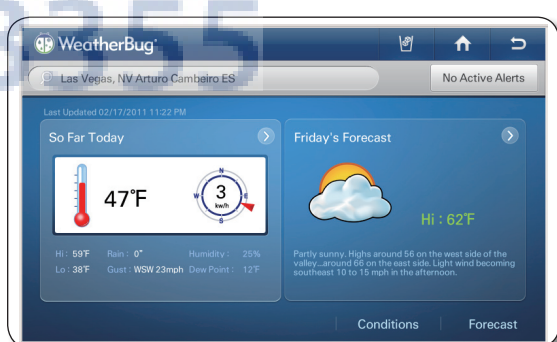 3355
WeatherBug
Las Vegas, NV Arturo Cambeiro ES
No Active Alerts
Last Updated 02/17/2011 11:22 PM
So Far Today
47°F
N
W
E
S
3
kw/h
Hi : 59°F Rain : 0" Humidity : 25%
Lo : 38°F Gust : WSW 23mph Dew Point : 12°F
Friday's Forecast
Hi : 62°F
Partly sunny. Highs around 56 on the west side of the
valley...around 66 on the east side. Light wind becoming
southeast 10 to 15 mph in the afternoon.
Conditions
Forecast